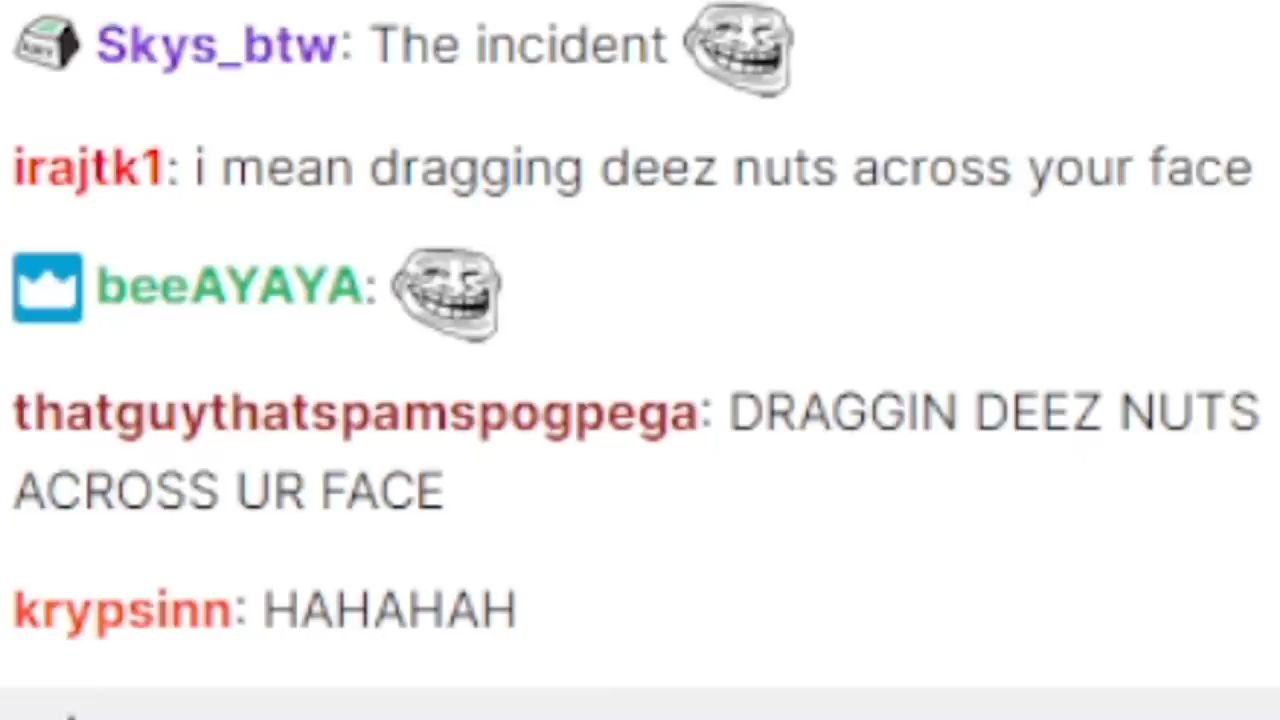 Skys_btw: The incident
irajtk1: i mean dragging deez nuts across your face
beeAYAYA:
thatguythatspamspogpega: DRAGGIN DEEZ NUTS
ACROSS UR FACE
krypsinn: HAHAHAH